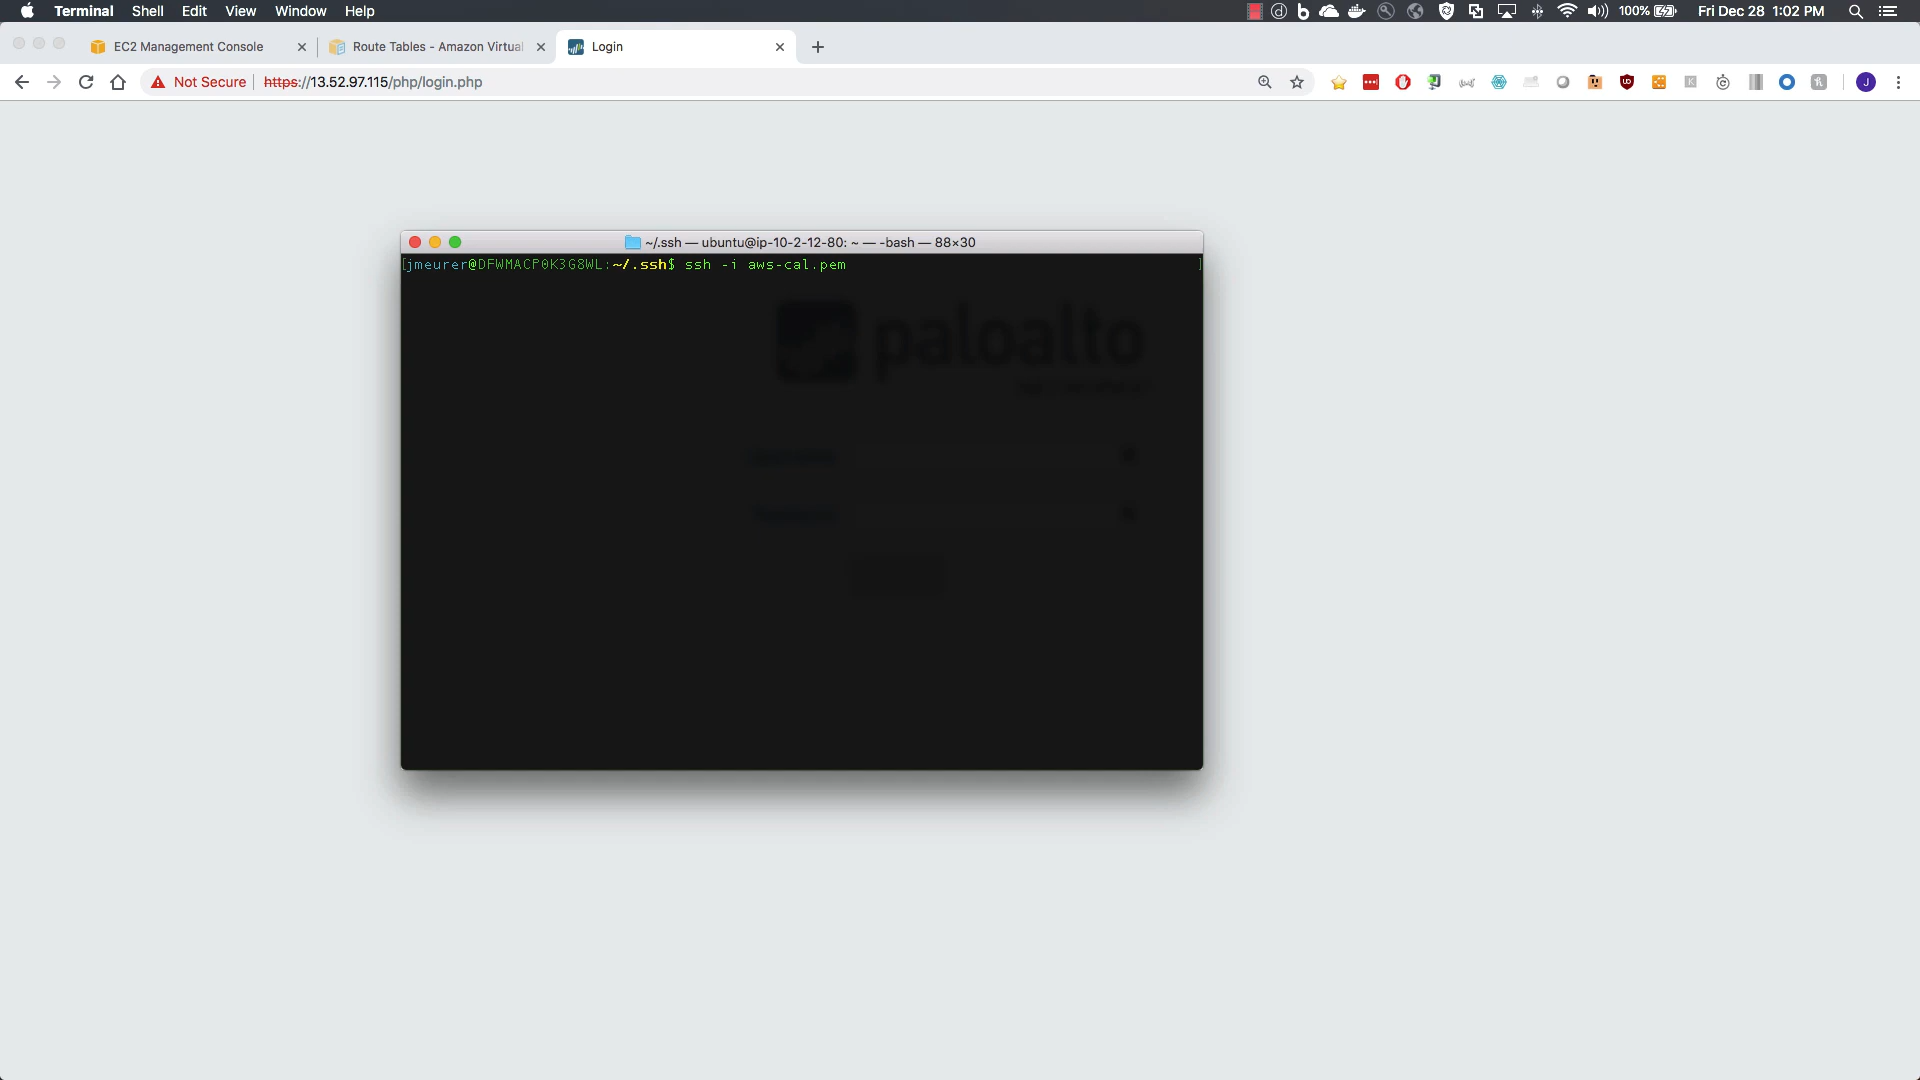 Terminal Shell Edit View Window Help 100% Fri Dec 28 1:02 PM
EC2 Management Console Route Tables - Amazon Virtual Login
Not Secure https://13.52.97.115/php/login.php
~/.ssh — ubuntu@ip-10-2-12-80: ~ — -bash — 88×30
[jmeurer@DFWMACP0K3G8WL:~/.ssh$ ssh -i aws-cal.pem ]
paloalto